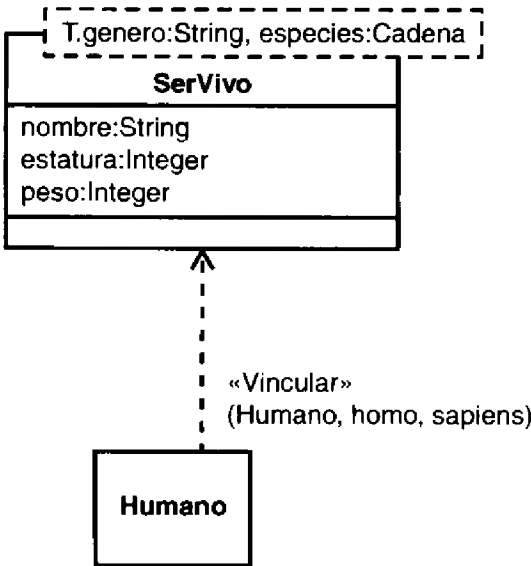 T.genero:String, especies:Cadena
SerVivo
nombre:String
estatura:Integer
peso:Integer
«Vincular»
(Humano, homo, sapiens)
Humano